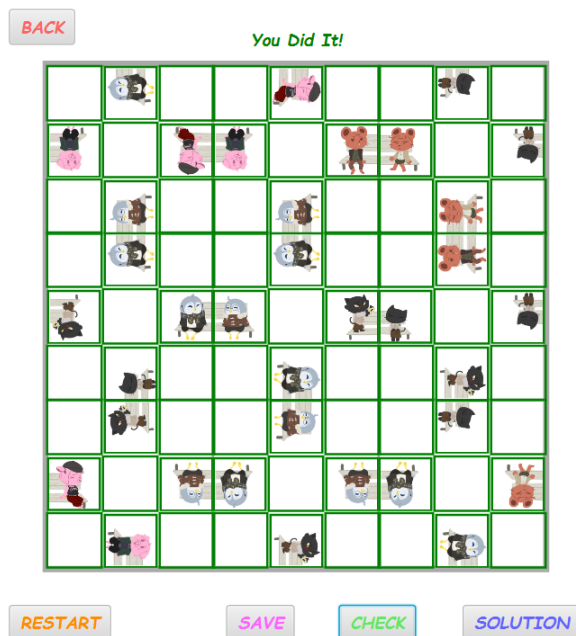 BACK
You Did It!
RESTART
SAVE
CHECK
SOLUTION